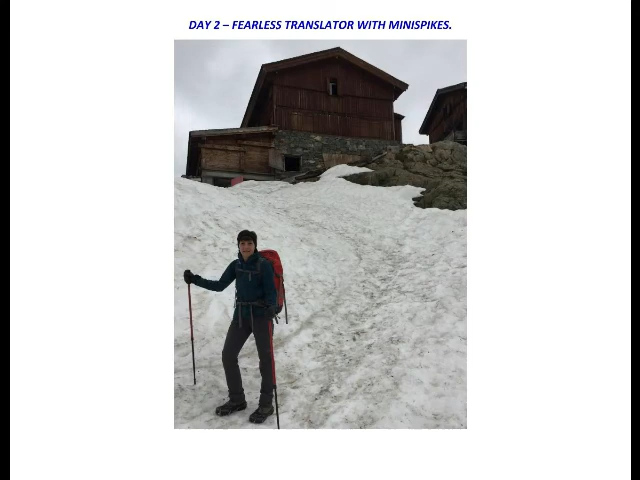 DAY 2 – FEARLESS TRANSLATOR WITH MINISPIKES.